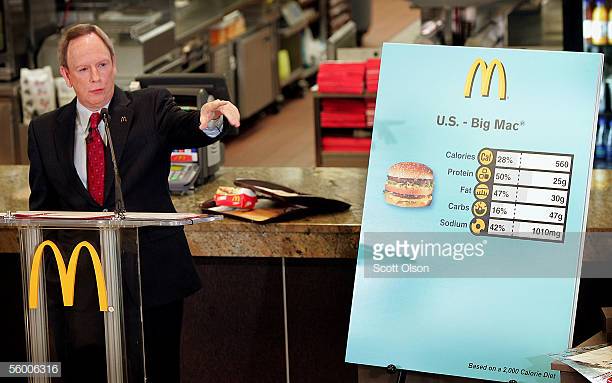 U.S. - Big Mac®
Calories Cal 28% 560
Protein 50% 25g
Fat 47% 30g
Carbs 16% 47g
Sodium 42% 1010mg
Based on a 2,000 Calorie Diet
gettyimages
Scott Olson
56006316